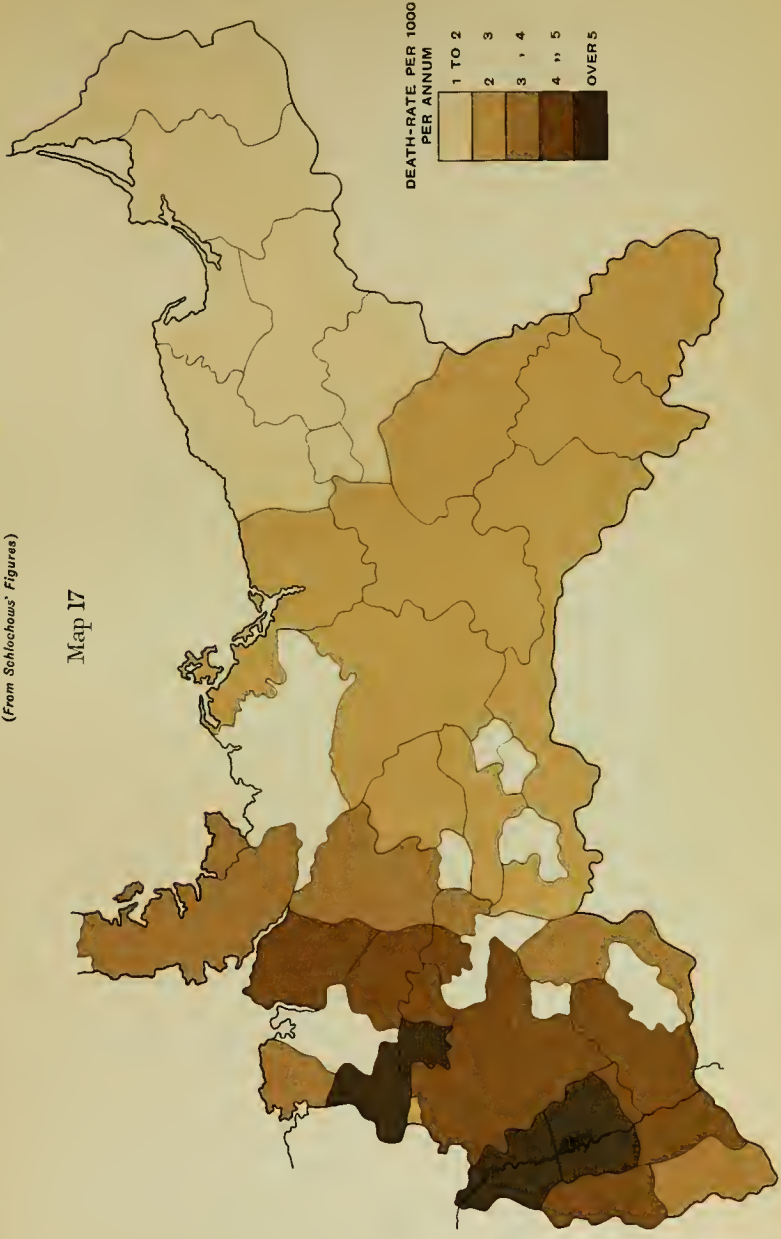 (From Schlochows' Figures)
Map 17
DEATH-RATE PER 1000
PER ANNUM
1 TO 2
2 3
3 , 4
4 ,, 5
OVER 5